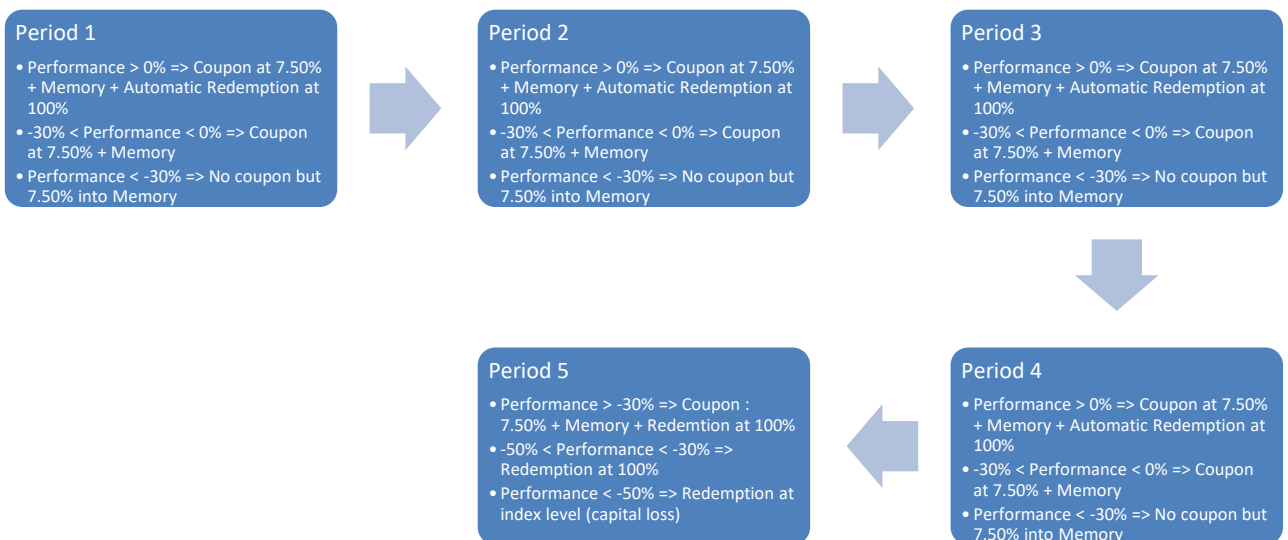 Period 1
• Performance > 0% => Coupon at 7.50%
+ Memory + Automatic Redemption at
100%
• -30% < Performance < 0% => Coupon
at 7.50% + Memory
• Performance < -30% => No coupon but
7.50% into Memory
Period 2
• Performance > 0% => Coupon at 7.50%
+ Memory + Automatic Redemption at
100%
• -30% < Performance < 0% => Coupon
at 7.50% + Memory
• Performance < -30% => No coupon but
7.50% into Memory
Period 3
• Performance > 0% => Coupon at 7.50%
+ Memory + Automatic Redemption at
100%
• -30% < Performance < 0% => Coupon
at 7.50% + Memory
• Performance < -30% => No coupon but
7.50% into Memory
Period 4
• Performance > 0% => Coupon at 7.50%
+ Memory + Automatic Redemption at
100%
• -30% < Performance < 0% => Coupon
at 7.50% + Memory
• Performance < -30% => No coupon but
7.50% into Memory
Period 5
• Performance > -30% => Coupon :
7.50% + Memory + Redemtion at 100%
• -50% < Performance < -30% =>
Redemption at 100%
• Performance < -50% => Redemption at
index level (capital loss)